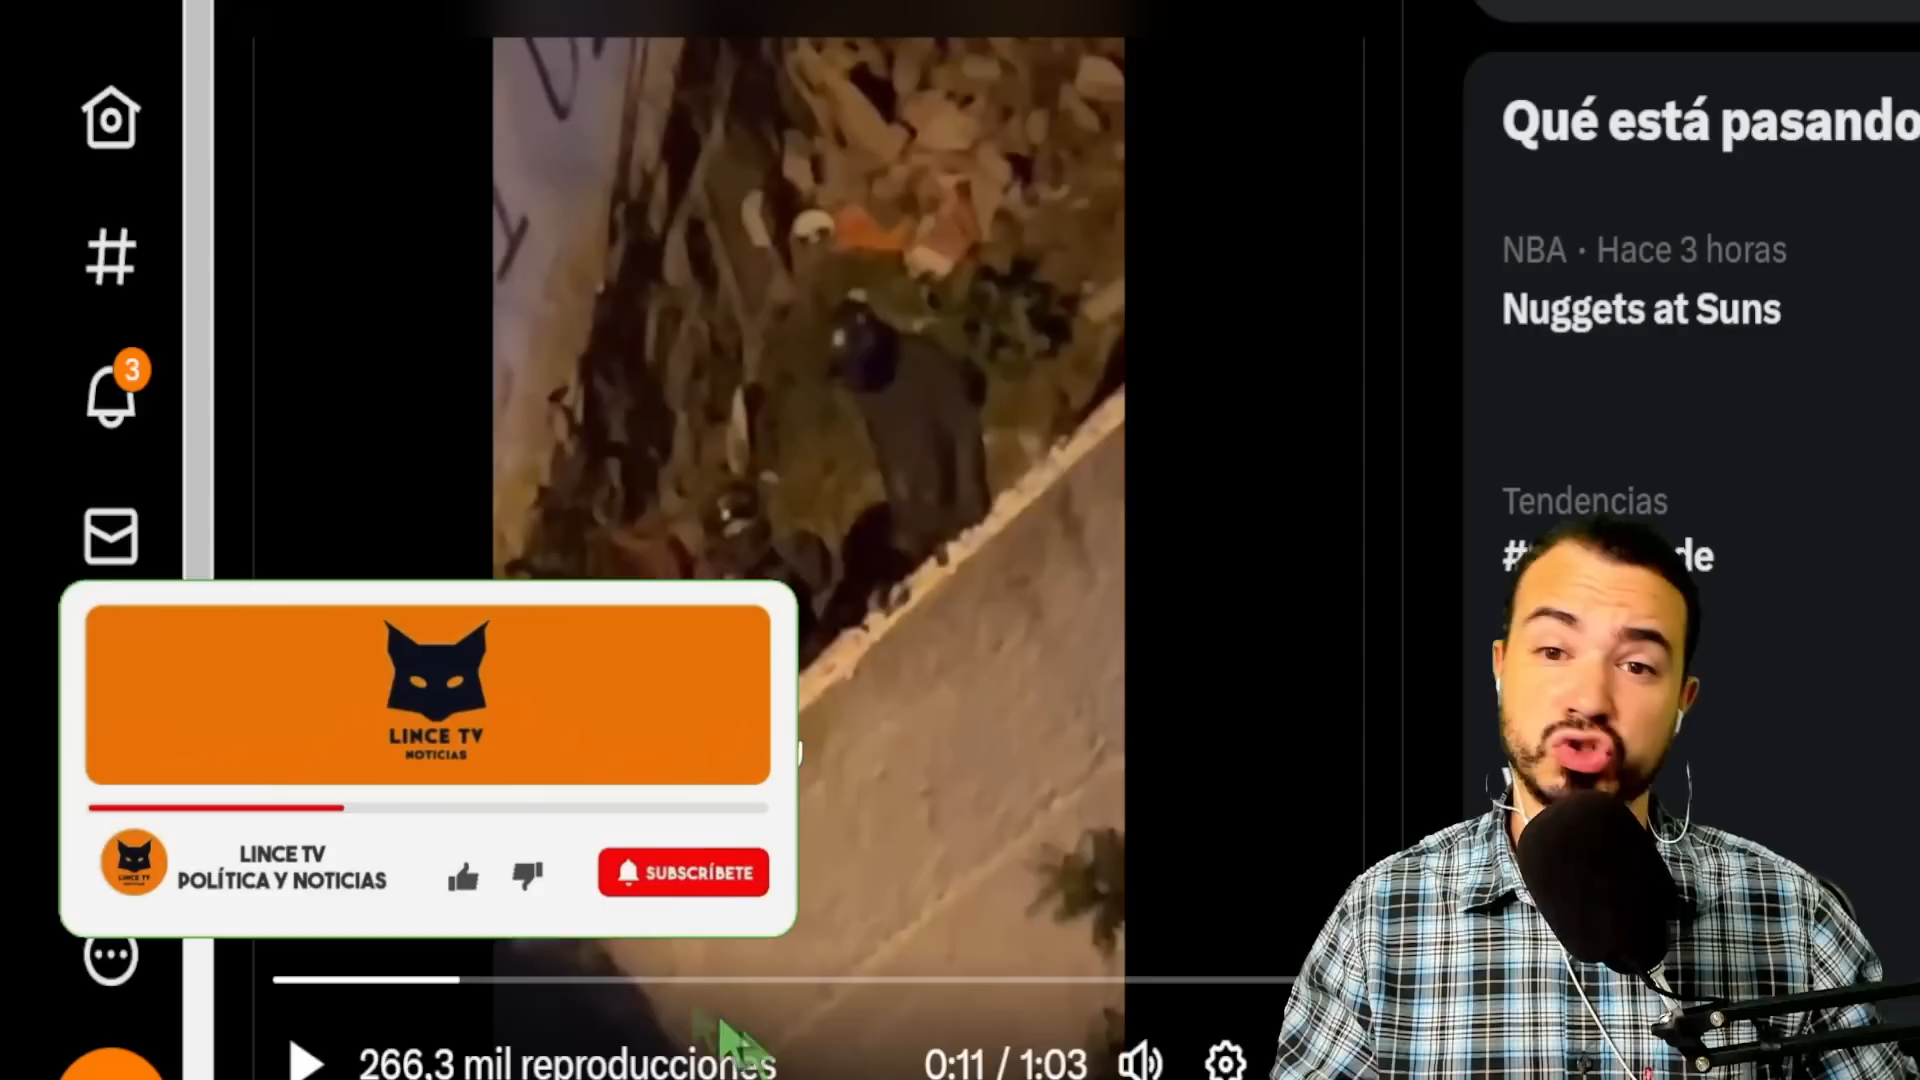 Qué está pasando
NBA · Hace 3 horas
Nuggets at Suns
Tendencias
3
LINCE TV
NOTICIAS
LINCE TV
POLÍTICA Y NOTICIAS
SUBSCRÍBETE
266,3 mil reproducciones
0:11 / 1:03